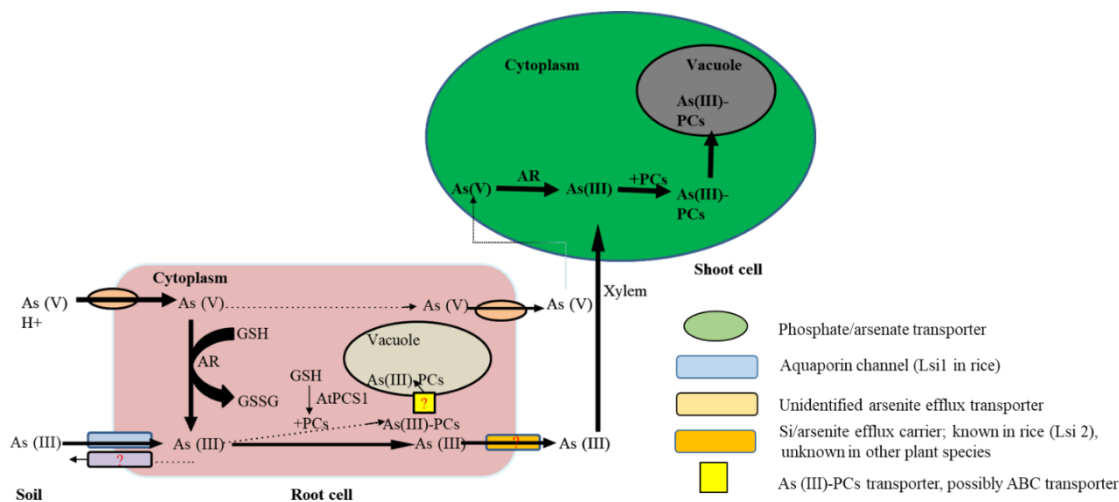 Cytoplasm
Vacuole
As(III)-
PCs
As(V)
AR
As(III)
+PCs
As(III)-
PCs
Shoot cell
Xylem
Cytoplasm
As (V)
H+
As (V)
As (V)
As (V)
GSH
AR
GSSG
Vacuole
As(III)-PCs
GSH
AtPCS1
+PCs
?
As(III)-PCs
As (III)
As (III)
As (III)
?
As (III)
?
Soil
Root cell
Phosphate/arsenate transporter
Aquaporin channel (Lsi1 in rice)
Unidentified arsenite efflux transporter
Si/arsenite efflux carrier; known in rice (Lsi 2),
unknown in other plant species
As (III)-PCs transporter, possibly ABC transporter